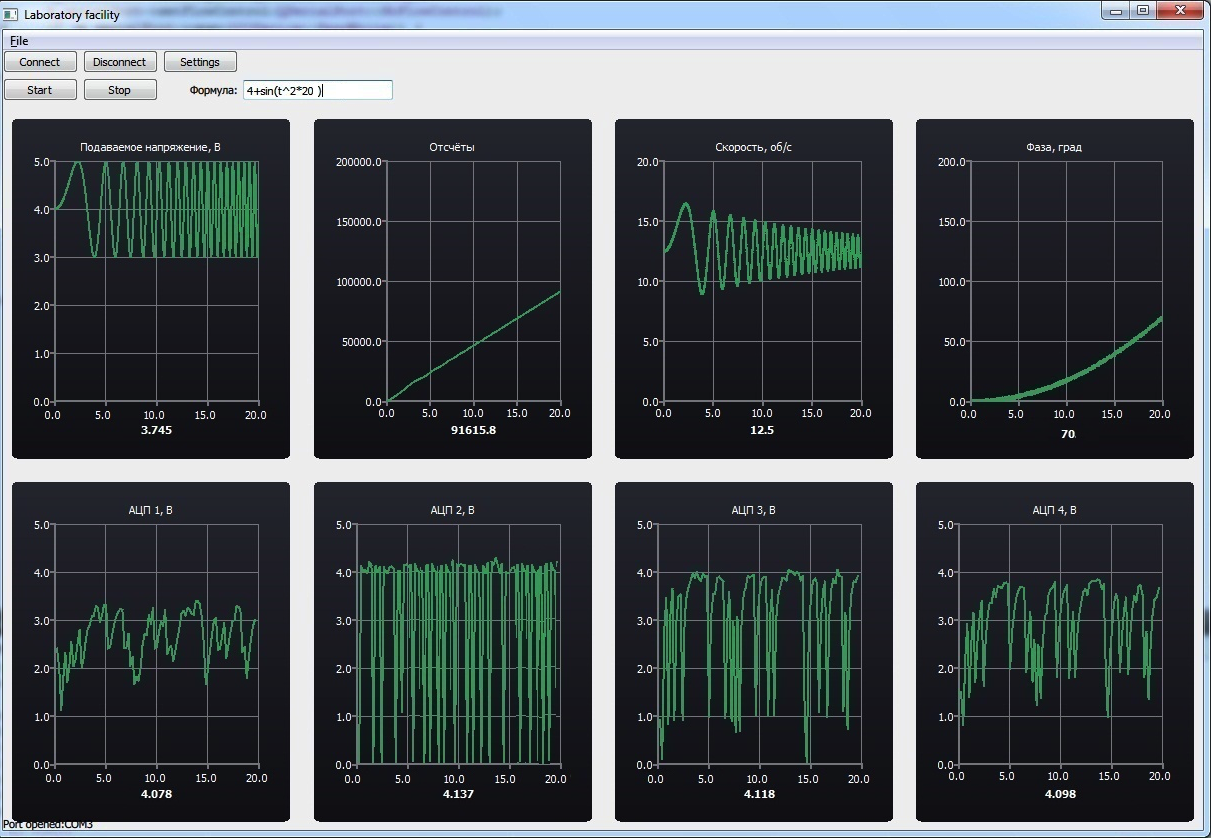 Laboratory facility
File
Connect Disconnect Settings
Start Stop Формула: 4+sin(t^2*20 )
Подаваемое напряжение, В
5.0
4.0
3.0
2.0
1.0
0.0
0.0 5.0 10.0 15.0 20.0
3.745
Отсчёты
200000.0
150000.0
100000.0
50000.0
0.0
0.0 5.0 10.0 15.0 20.0
91615.8
Скорость, об/с
20.0
15.0
10.0
5.0
0.0
0.0 5.0 10.0 15.0 20.0
12.5
Фаза, град
200.0
150.0
100.0
50.0
0.0
0.0 5.0 10.0 15.0 20.0
70
АЦП 1, В
5.0
4.0
3.0
2.0
1.0
0.0
0.0 5.0 10.0 15.0 20.0
4.078
АЦП 2, В
5.0
4.0
3.0
2.0
1.0
0.0
0.0 5.0 10.0 15.0 20.0
4.137
АЦП 3, В
5.0
4.0
3.0
2.0
1.0
0.0
0.0 5.0 10.0 15.0 20.0
4.118
АЦП 4, В
5.0
4.0
3.0
2.0
1.0
0.0
0.0 5.0 10.0 15.0 20.0
4.098
Port opened:COM3